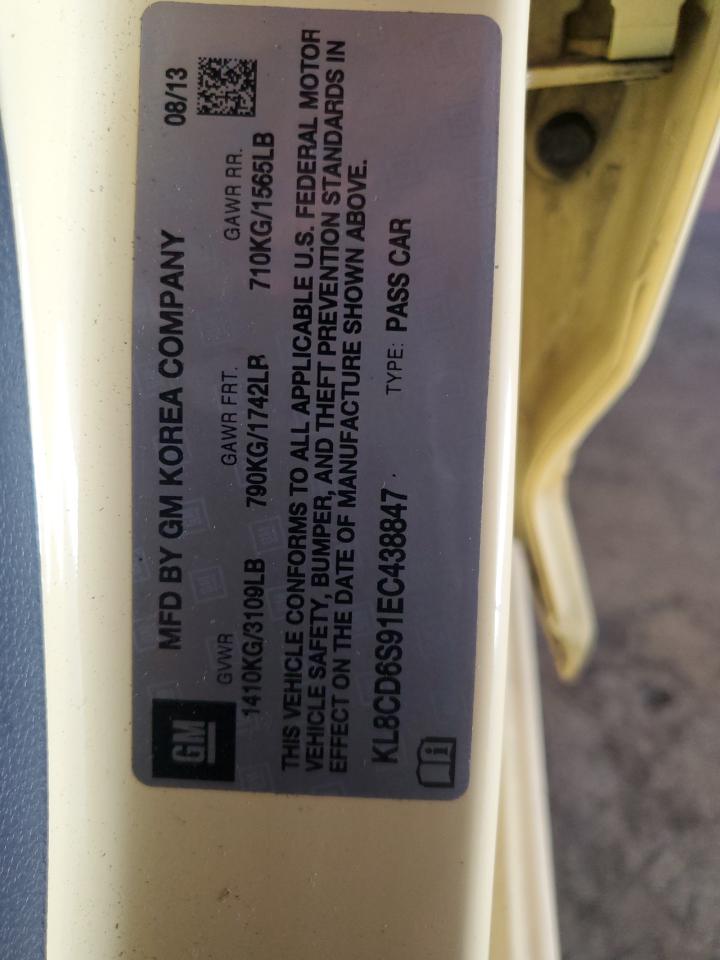 GM
MFD BY GM KOREA COMPANY 08/13
GVWR GAWR FRT. GAWR RR.
1410KG/3109LB 790KG/1742LB 710KG/1565LB
THIS VEHICLE CONFORMS TO ALL APPLICABLE U.S. FEDERAL MOTOR
VEHICLE SAFETY, BUMPER, AND THEFT PREVENTION STANDARDS IN
EFFECT ON THE DATE OF MANUFACTURE SHOWN ABOVE.
KL8CD6S91EC438847 TYPE: PASS CAR